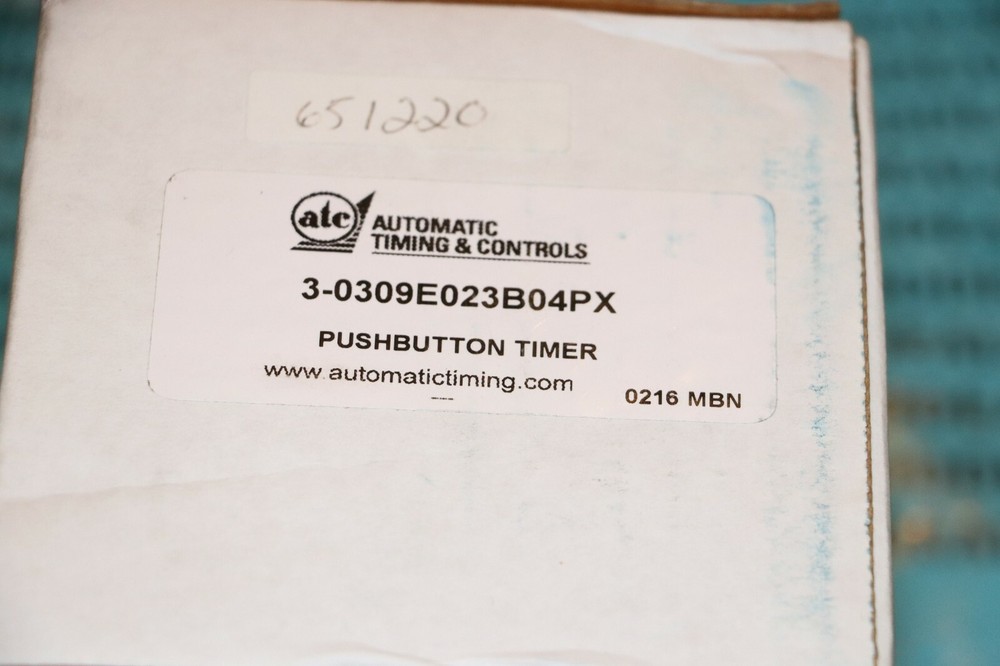 651220
atc AUTOMATIC
TIMING & CONTROLS
3-0309E023B04PX
PUSHBUTTON TIMER
www.automatictiming.com
0216 MBN